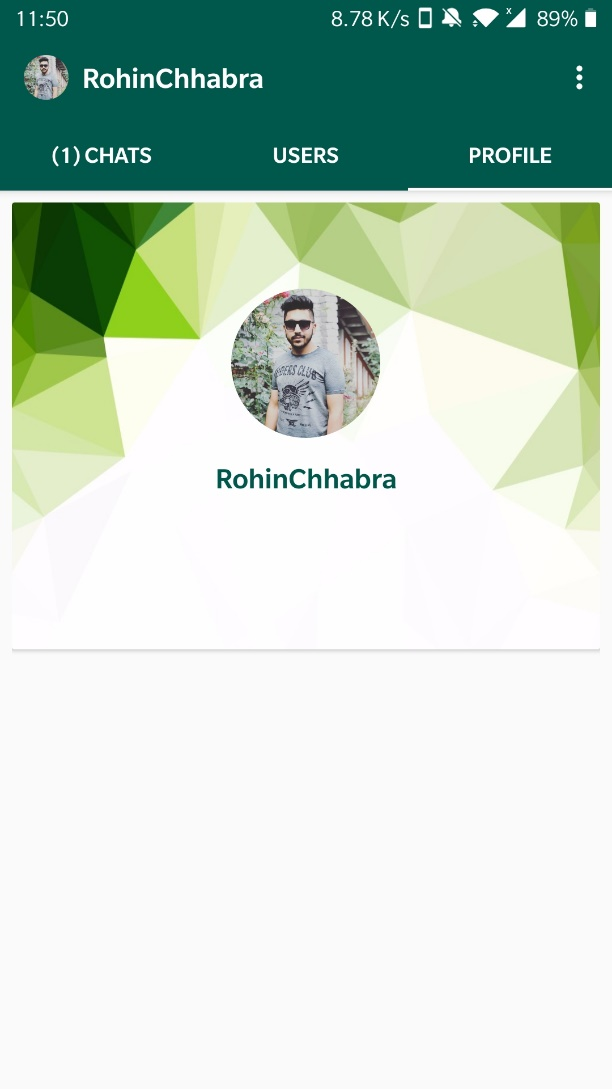 11:50 8.78 K/s 89%
RohinChhabra
(1) CHATS USERS PROFILE
RohinChhabra